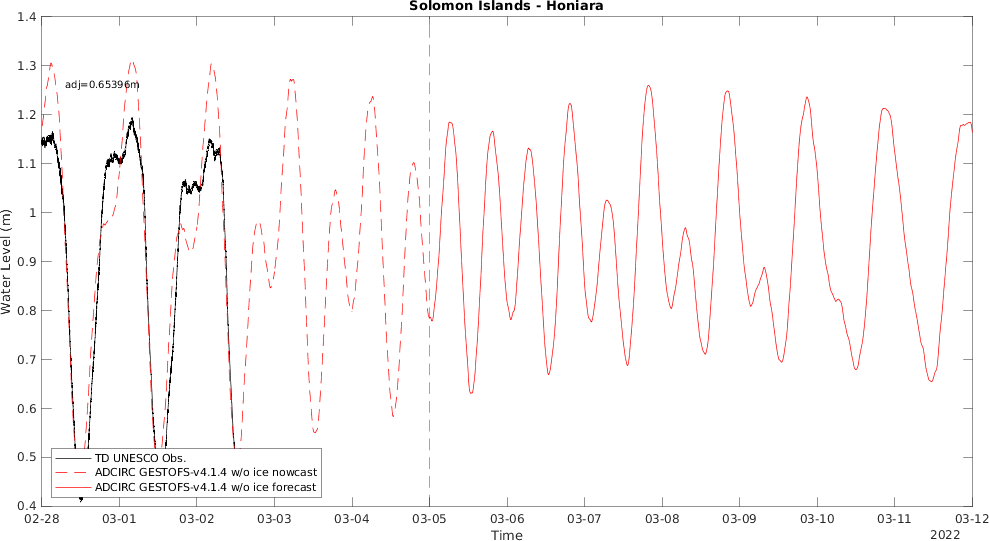 Solomon Islands - Honiara
adj=0.65396m
Water Level (m)
1.4
1.3
1.2
1.1
1
0.9
0.8
0.7
0.6
0.5
0.4
TD UNESCO Obs.
ADCIRC GESTOFS-v4.1.4 w/o ice nowcast
ADCIRC GESTOFS-v4.1.4 w/o ice forecast
02-28 03-01 03-02 03-03 03-04 03-05 03-06 03-07 03-08 03-09 03-10 03-11 03-12
Time
2022